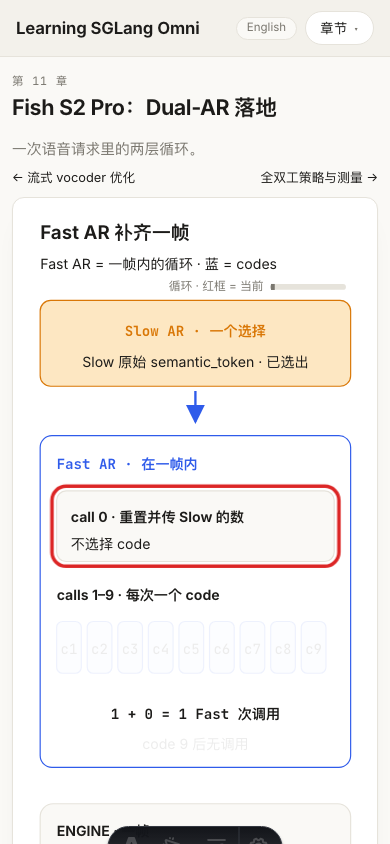 Learning SGLang Omni
English
章节
第 11 章
Fish S2 Pro：Dual-AR 落地
一次语音请求里的两层循环。
← 流式 vocoder 优化
全双工策略与测量 →
Fast AR 补齐一帧
Fast AR = 一帧内的循环 · 蓝 = codes
循环 · 红框 = 当前
Slow AR · 一个选择
Slow 原始 semantic_token · 已选出
Fast AR · 在一帧内
call 0 · 重置并传 Slow 的数
不选择 code
calls 1–9 · 每次一个 code
c1 c2 c3 c4 c5 c6 c7 c8 c9
1 + 0 = 1 Fast 次调用
code 9 后无调用
ENGINE